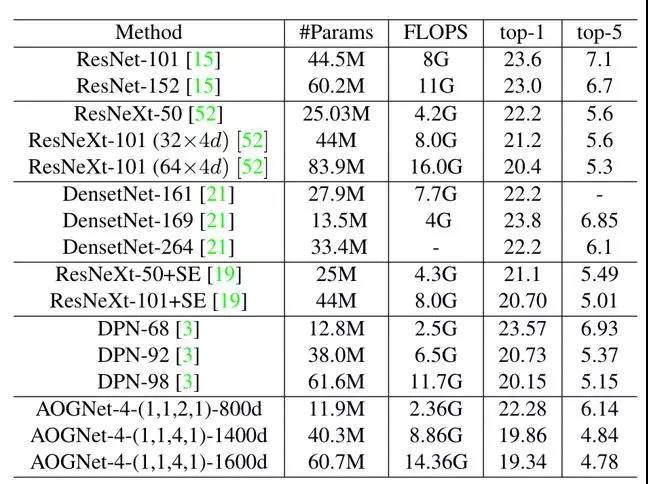 Method #Params FLOPS top-1 top-5
ResNet-101 [15] 44.5M 8G 23.6 7.1
ResNet-152 [15] 60.2M 11G 23.0 6.7
ResNeXt-50 [52] 25.03M 4.2G 22.2 5.6
ResNeXt-101 (32×4d) [52] 44M 8.0G 21.2 5.6
ResNeXt-101 (64×4d) [52] 83.9M 16.0G 20.4 5.3
DensetNet-161 [21] 27.9M 7.7G 22.2 -
DensetNet-169 [21] 13.5M 4G 23.8 6.85
DensetNet-264 [21] 33.4M - 22.2 6.1
ResNeXt-50+SE [19] 25M 4.3G 21.1 5.49
ResNeXt-101+SE [19] 44M 8.0G 20.70 5.01
DPN-68 [3] 12.8M 2.5G 23.57 6.93
DPN-92 [3] 38.0M 6.5G 20.73 5.37
DPN-98 [3] 61.6M 11.7G 20.15 5.15
AOGNet-4-(1,1,2,1)-800d 11.9M 2.36G 22.28 6.14
AOGNet-4-(1,1,4,1)-1400d 40.3M 8.86G 19.86 4.84
AOGNet-4-(1,1,4,1)-1600d 60.7M 14.36G 19.34 4.78